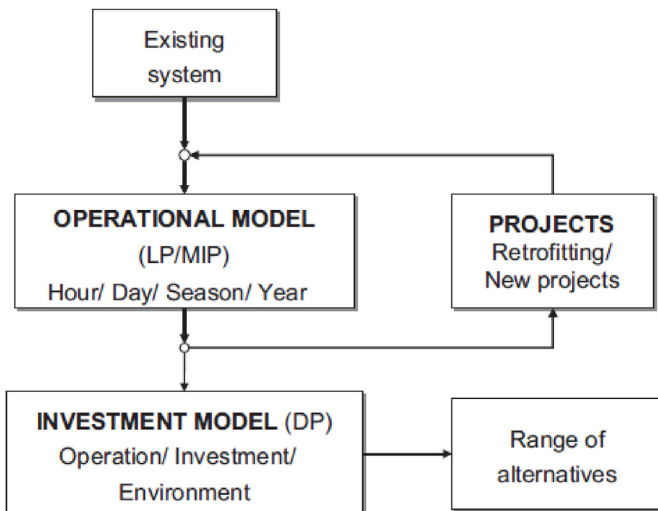 Existing
system
OPERATIONAL MODEL
(LP/MIP)
Hour/ Day/ Season/ Year
PROJECTS
Retrofitting/
New projects
INVESTMENT MODEL (DP)
Operation/ Investment/
Environment
Range of
alternatives